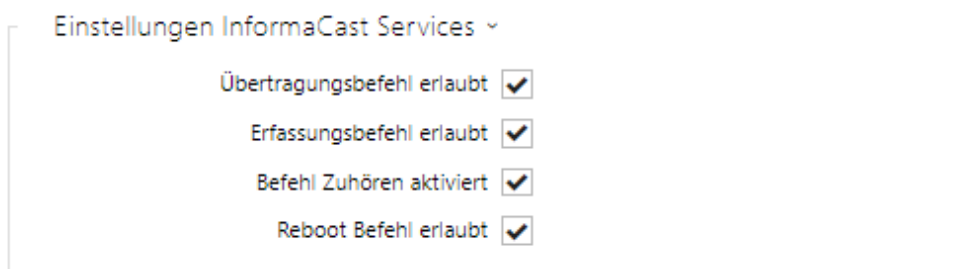 Einstellungen InformaCast Services
Übertragungsbefehl erlaubt
Erfassungsbefehl erlaubt
Befehl Zuhören aktiviert
Reboot Befehl erlaubt